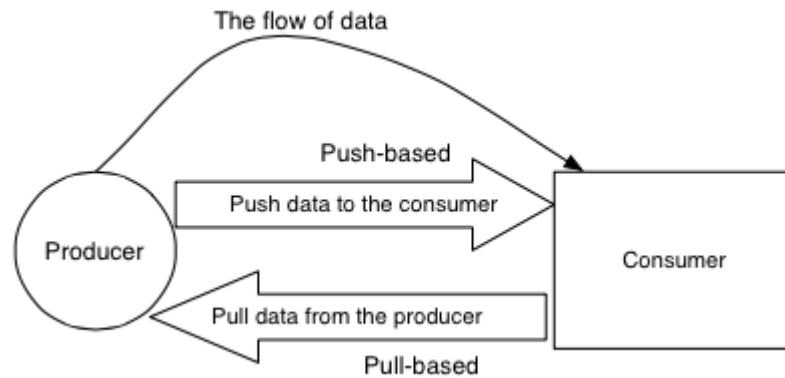 The flow of data
Push-based
Push data to the consumer
Producer
Consumer
Pull data from the producer
Pull-based